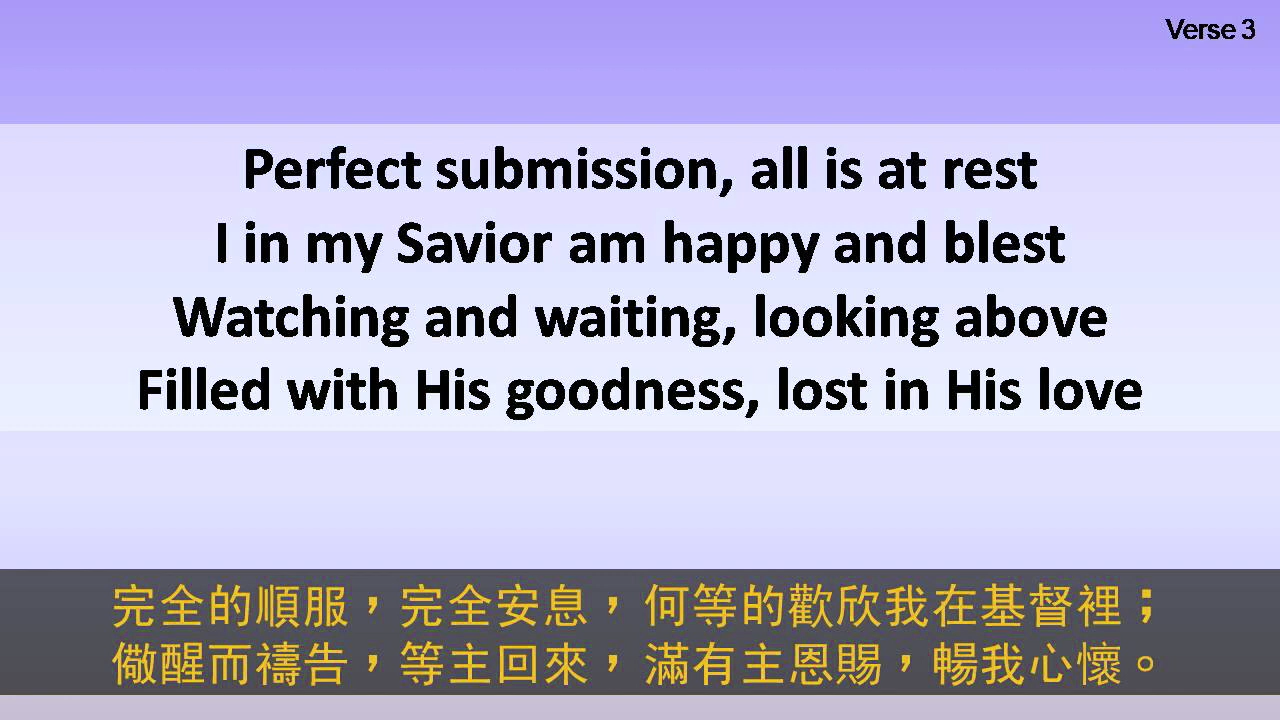 Verse 3
Perfect submission, all is at rest
I in my Savior am happy and blest
Watching and waiting, looking above
Filled with His goodness, lost in His love
完全的順服，完全安息， 何等的歡欣我在基督裡；
儆醒而禱告，等主回來，滿有主恩賜，暢我心懷。